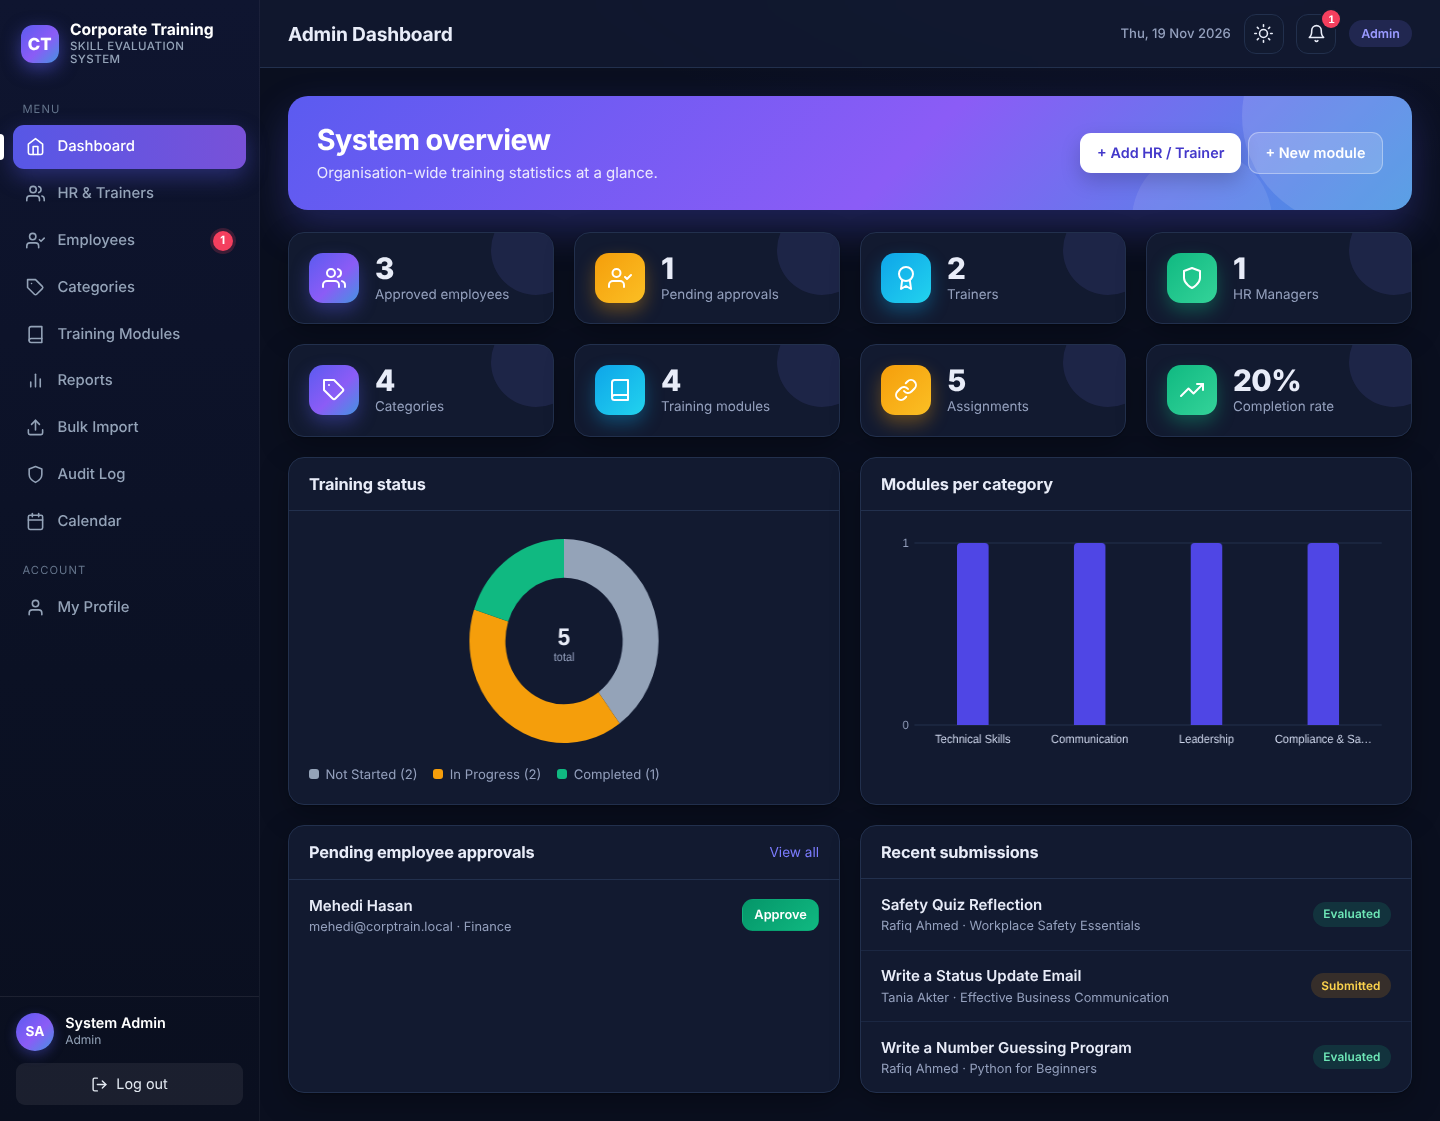 CT
Corporate Training
SKILL EVALUATION
SYSTEM
MENU
Dashboard
HR & Trainers
Employees
1
Categories
Training Modules
Reports
Bulk Import
Audit Log
Calendar
ACCOUNT
My Profile
SA
System Admin
Admin
Log out
Admin Dashboard
Thu, 19 Nov 2026
1
Admin
System overview
Organisation-wide training statistics at a glance.
+ Add HR / Trainer
+ New module
3
Approved employees
1
Pending approvals
2
Trainers
1
HR Managers
4
Categories
4
Training modules
5
Assignments
20%
Completion rate
Training status
5
total
Not Started (2)
In Progress (2)
Completed (1)
Modules per category
1
0
Technical Skills
Communication
Leadership
Compliance & Sa...
Pending employee approvals
View all
Mehedi Hasan
mehedi@corptrain.local · Finance
Approve
Recent submissions
Safety Quiz Reflection
Rafiq Ahmed · Workplace Safety Essentials
Evaluated
Write a Status Update Email
Tania Akter · Effective Business Communication
Submitted
Write a Number Guessing Program
Rafiq Ahmed · Python for Beginners
Evaluated